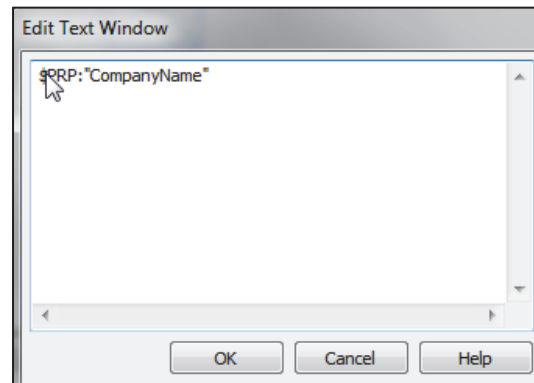 Edit Text Window
$PRP:"CompanyName"
OK
Cancel
Help